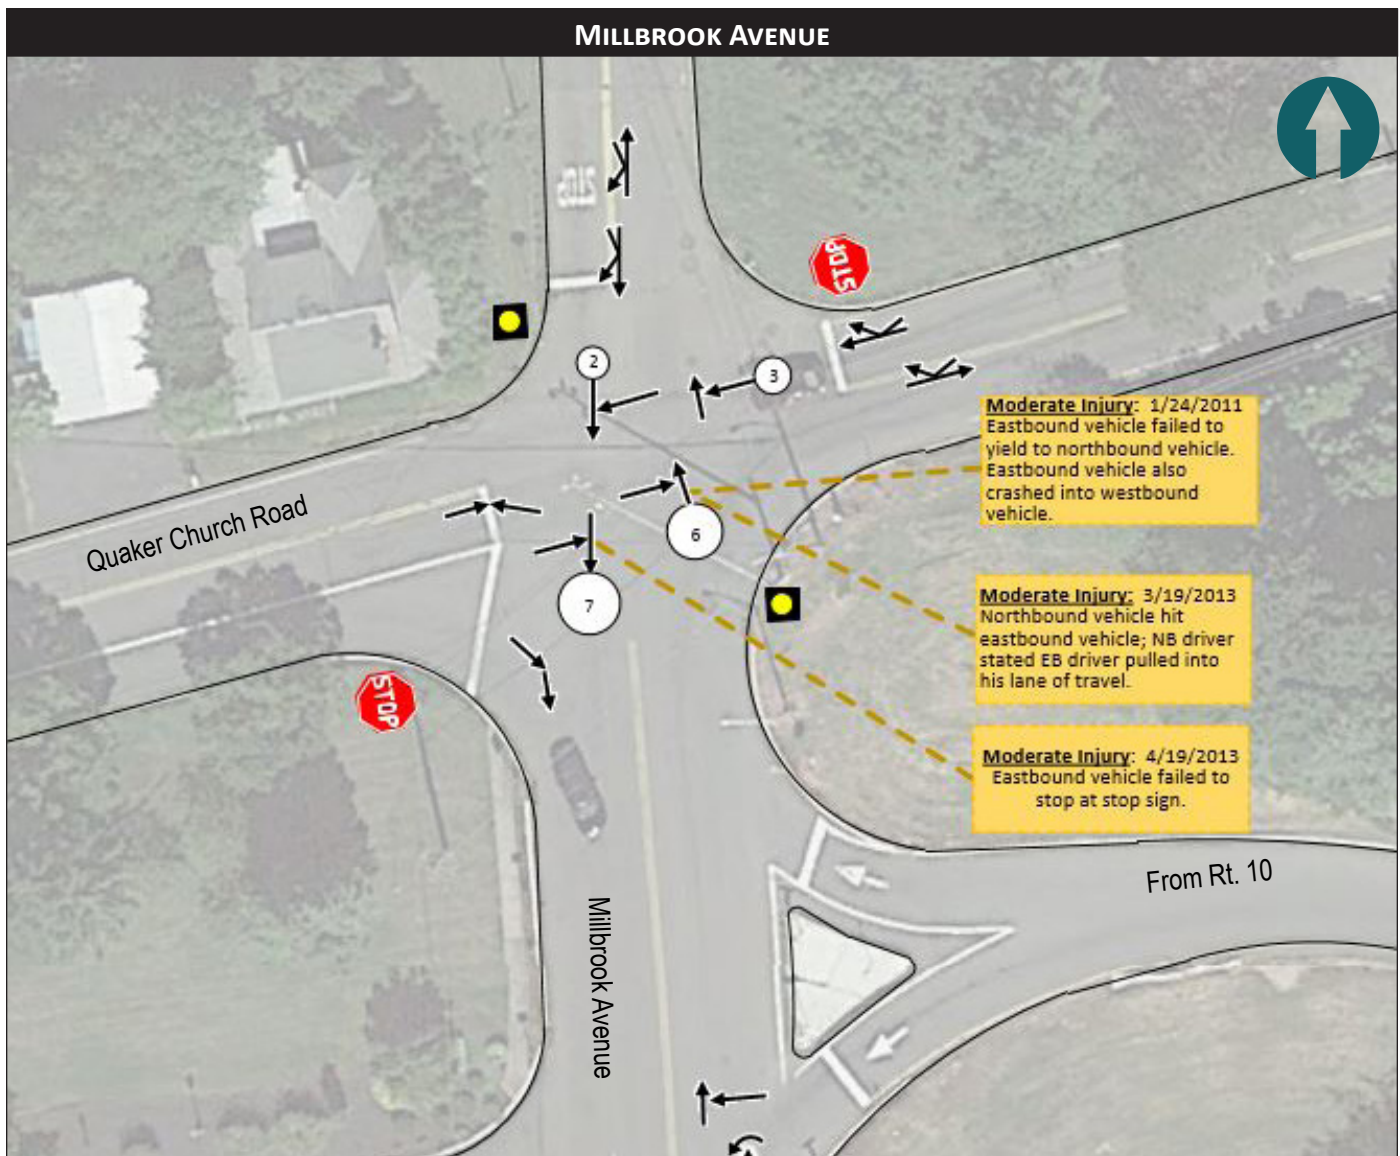 MILLBROOK AVENUE
STOP
STOP
2
3
Moderate Injury: 1/24/2011
Eastbound vehicle failed to
yield to northbound vehicle.
Eastbound vehicle also
crashed into westbound
vehicle.
Quaker Church Road
6
7
Moderate Injury: 3/19/2013
Northbound vehicle hit
eastbound vehicle; NB driver
stated EB driver pulled into
his lane of travel.
STOP
Moderate Injury: 4/19/2013
Eastbound vehicle failed to
stop at stop sign.
From Rt. 10
Millbrook Avenue